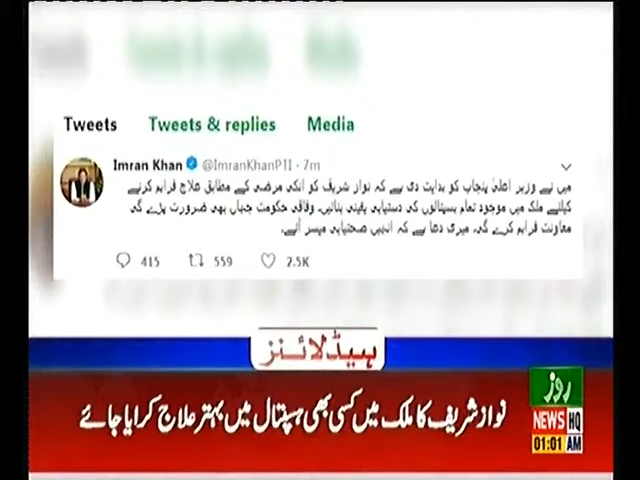 Tweets Tweets & replies Media
Imran Khan @ImranKhanPTI · 7m
میں نے وزیر اعلیٰ پنجاب کو ہدایت دی ہے کہ نواز شریف کو انکی مرضی کے مطابق علاج فراہم کرنے
کیلئے ملک میں موجود تمام ہسپتالوں کی دستیابی یقینی بنائیں۔ وفاقی حکومت جہاں بھی ضرورت پڑے گی
معاونت فراہم کرے گی۔ میری دعا ہے کہ انہیں صحتیابی میسر آئے۔
415 559 2.5K
ہیڈلائنز
نواز شریف کا ملک میں کسی بھی ہسپتال میں بہتر علاج کرایا جائے
روز
NEWS HQ
01:01 AM